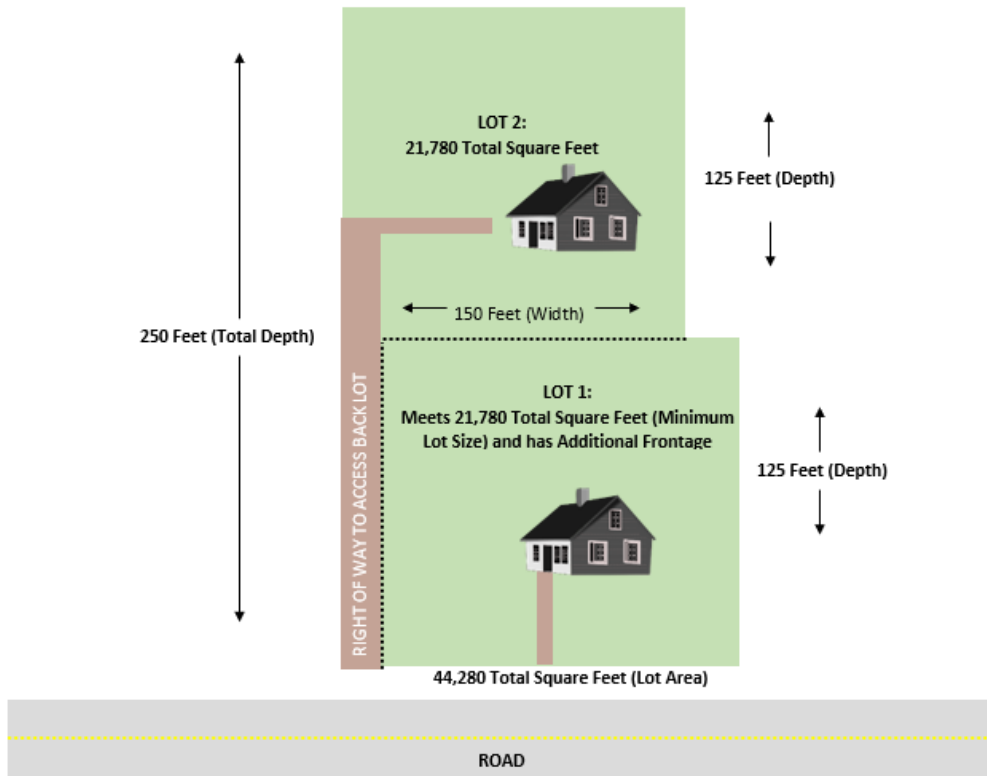 LOT 2:
21,780 Total Square Feet
125 Feet (Depth)
150 Feet (Width)
250 Feet (Total Depth)
RIGHT OF WAY TO ACCESS BACK LOT
LOT 1:
Meets 21,780 Total Square Feet (Minimum
Lot Size) and has Additional Frontage
125 Feet (Depth)
44,280 Total Square Feet (Lot Area)
ROAD